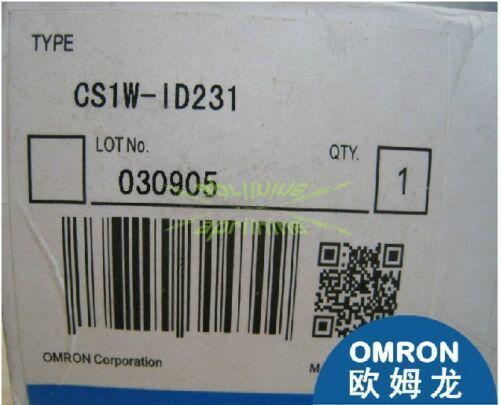 TYPE
CS1W-ID231
LOT No.
QTY.
030905
1
OMRON Corporation
OMRON
欧姆龙